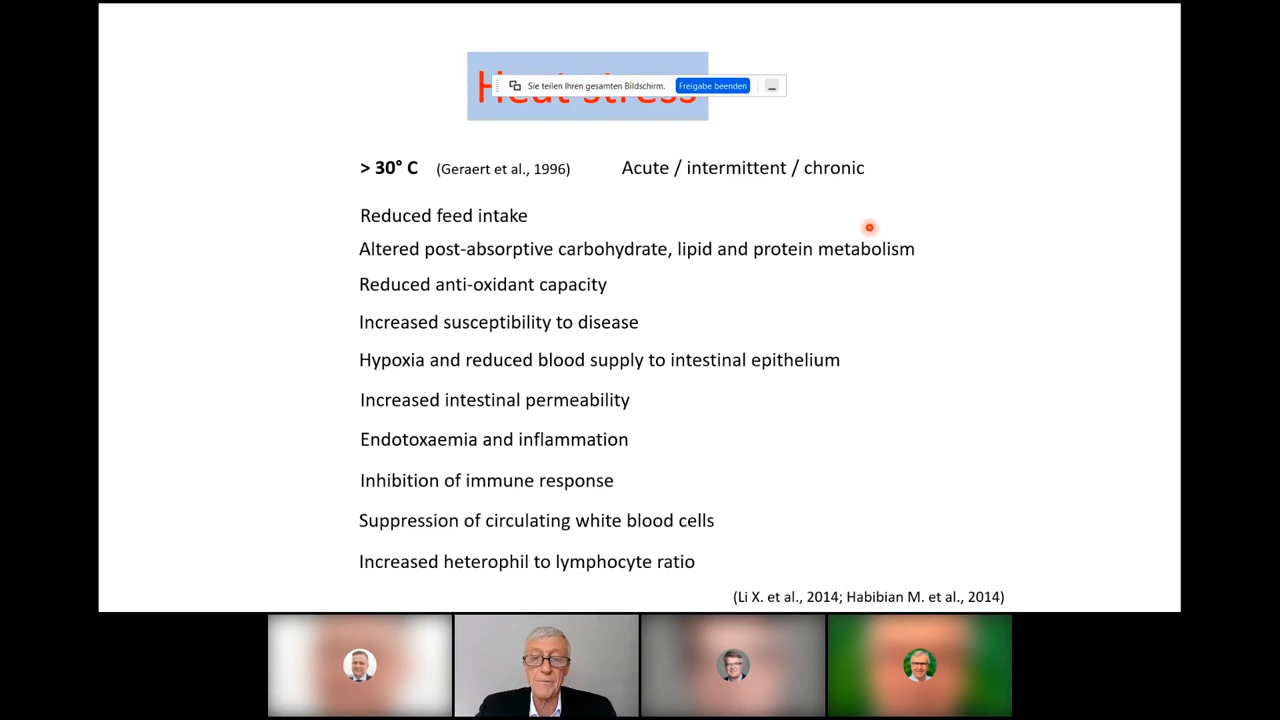 Heat stress
Sie teilen Ihren gesamten Bildschirm. Freigabe beenden
> 30° C (Geraert et al., 1996) Acute / intermittent / chronic
Reduced feed intake
Altered post-absorptive carbohydrate, lipid and protein metabolism
Reduced anti-oxidant capacity
Increased susceptibility to disease
Hypoxia and reduced blood supply to intestinal epithelium
Increased intestinal permeability
Endotoxaemia and inflammation
Inhibition of immune response
Suppression of circulating white blood cells
Increased heterophil to lymphocyte ratio
(Li X. et al., 2014; Habibian M. et al., 2014)